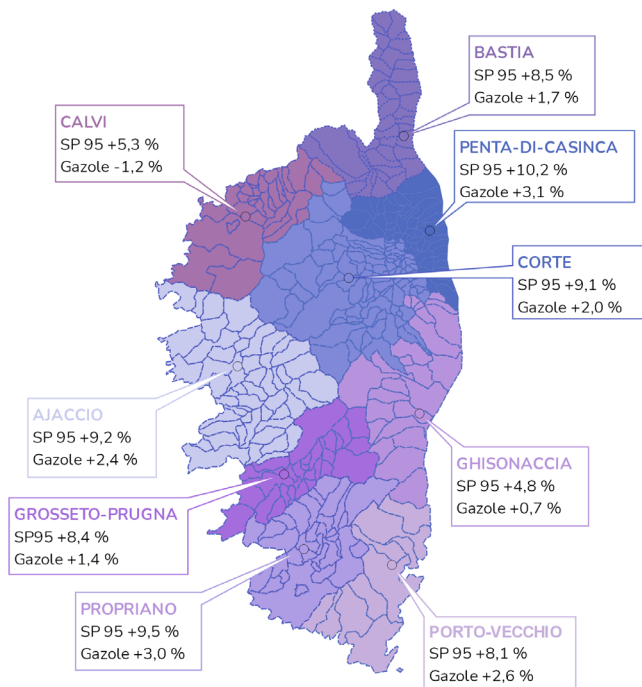 BASTIA
SP 95 +8,5 %
Gazole +1,7 %
CALVI
SP 95 +5,3 %
Gazole -1,2 %
PENTA-DI-CASINCA
SP 95 +10,2 %
Gazole +3,1 %
CORTE
SP 95 +9,1 %
Gazole +2,0 %
AJACCIO
SP 95 +9,2 %
Gazole +2,4 %
GHISONACCIA
SP 95 +4,8 %
Gazole +0,7 %
GROSSETO-PRUGNA
SP95 +8,4 %
Gazole +1,4 %
PROPRIANO
SP 95 +9,5 %
Gazole +3,0 %
PORTO-VECCHIO
SP 95 +8,1 %
Gazole +2,6 %